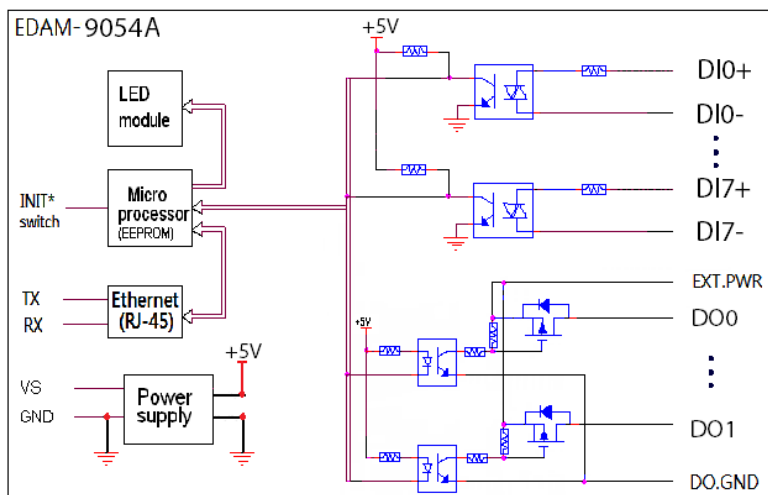 EDAM-9054A
+5V
LED
module
DI0+
DI0-
INIT*
switch
Micro
processor
(EEPROM)
DI7+
DI7-
TX
RX
Ethernet
(RJ-45)
EXT.PWR
+5V
DO0
+5V
VS
GND
Power
supply
DO1
DO.GND